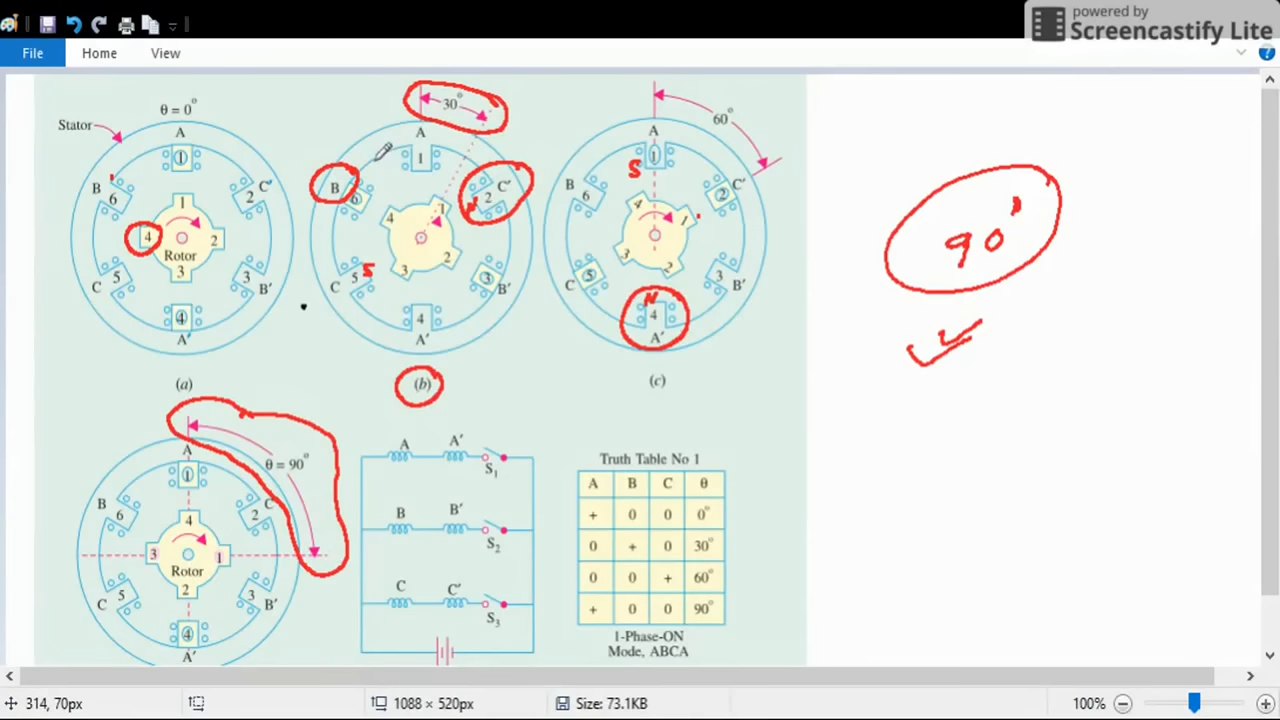 powered by
Screencastify Lite
File Home View
θ = 0°
Stator
A
1
B
6
C'
2
4
1
2
Rotor
3
C
5
3
B'
4
A'
(a)
30°
A
1
B
6
C'
2
N
4
1
3
2
C
5
S
3
B'
4
A'
(b)
60°
A
S
1
B
6
C'
2
4
1
3
2
C
5
3
B'
N
4
A'
(c)
90°
θ = 90°
A
1
B
6
C
2
4
3
1
Rotor
2
C
5
3
B'
4
A'
A A' S1
B B' S2
C C' S3
Truth Table No 1
A B C θ
+ 0 0 0°
0 + 0 30°
0 0 + 60°
+ 0 0 90°
1-Phase-ON
Mode, ABCA
314, 70px
1088 × 520px
Size: 73.1KB
100%